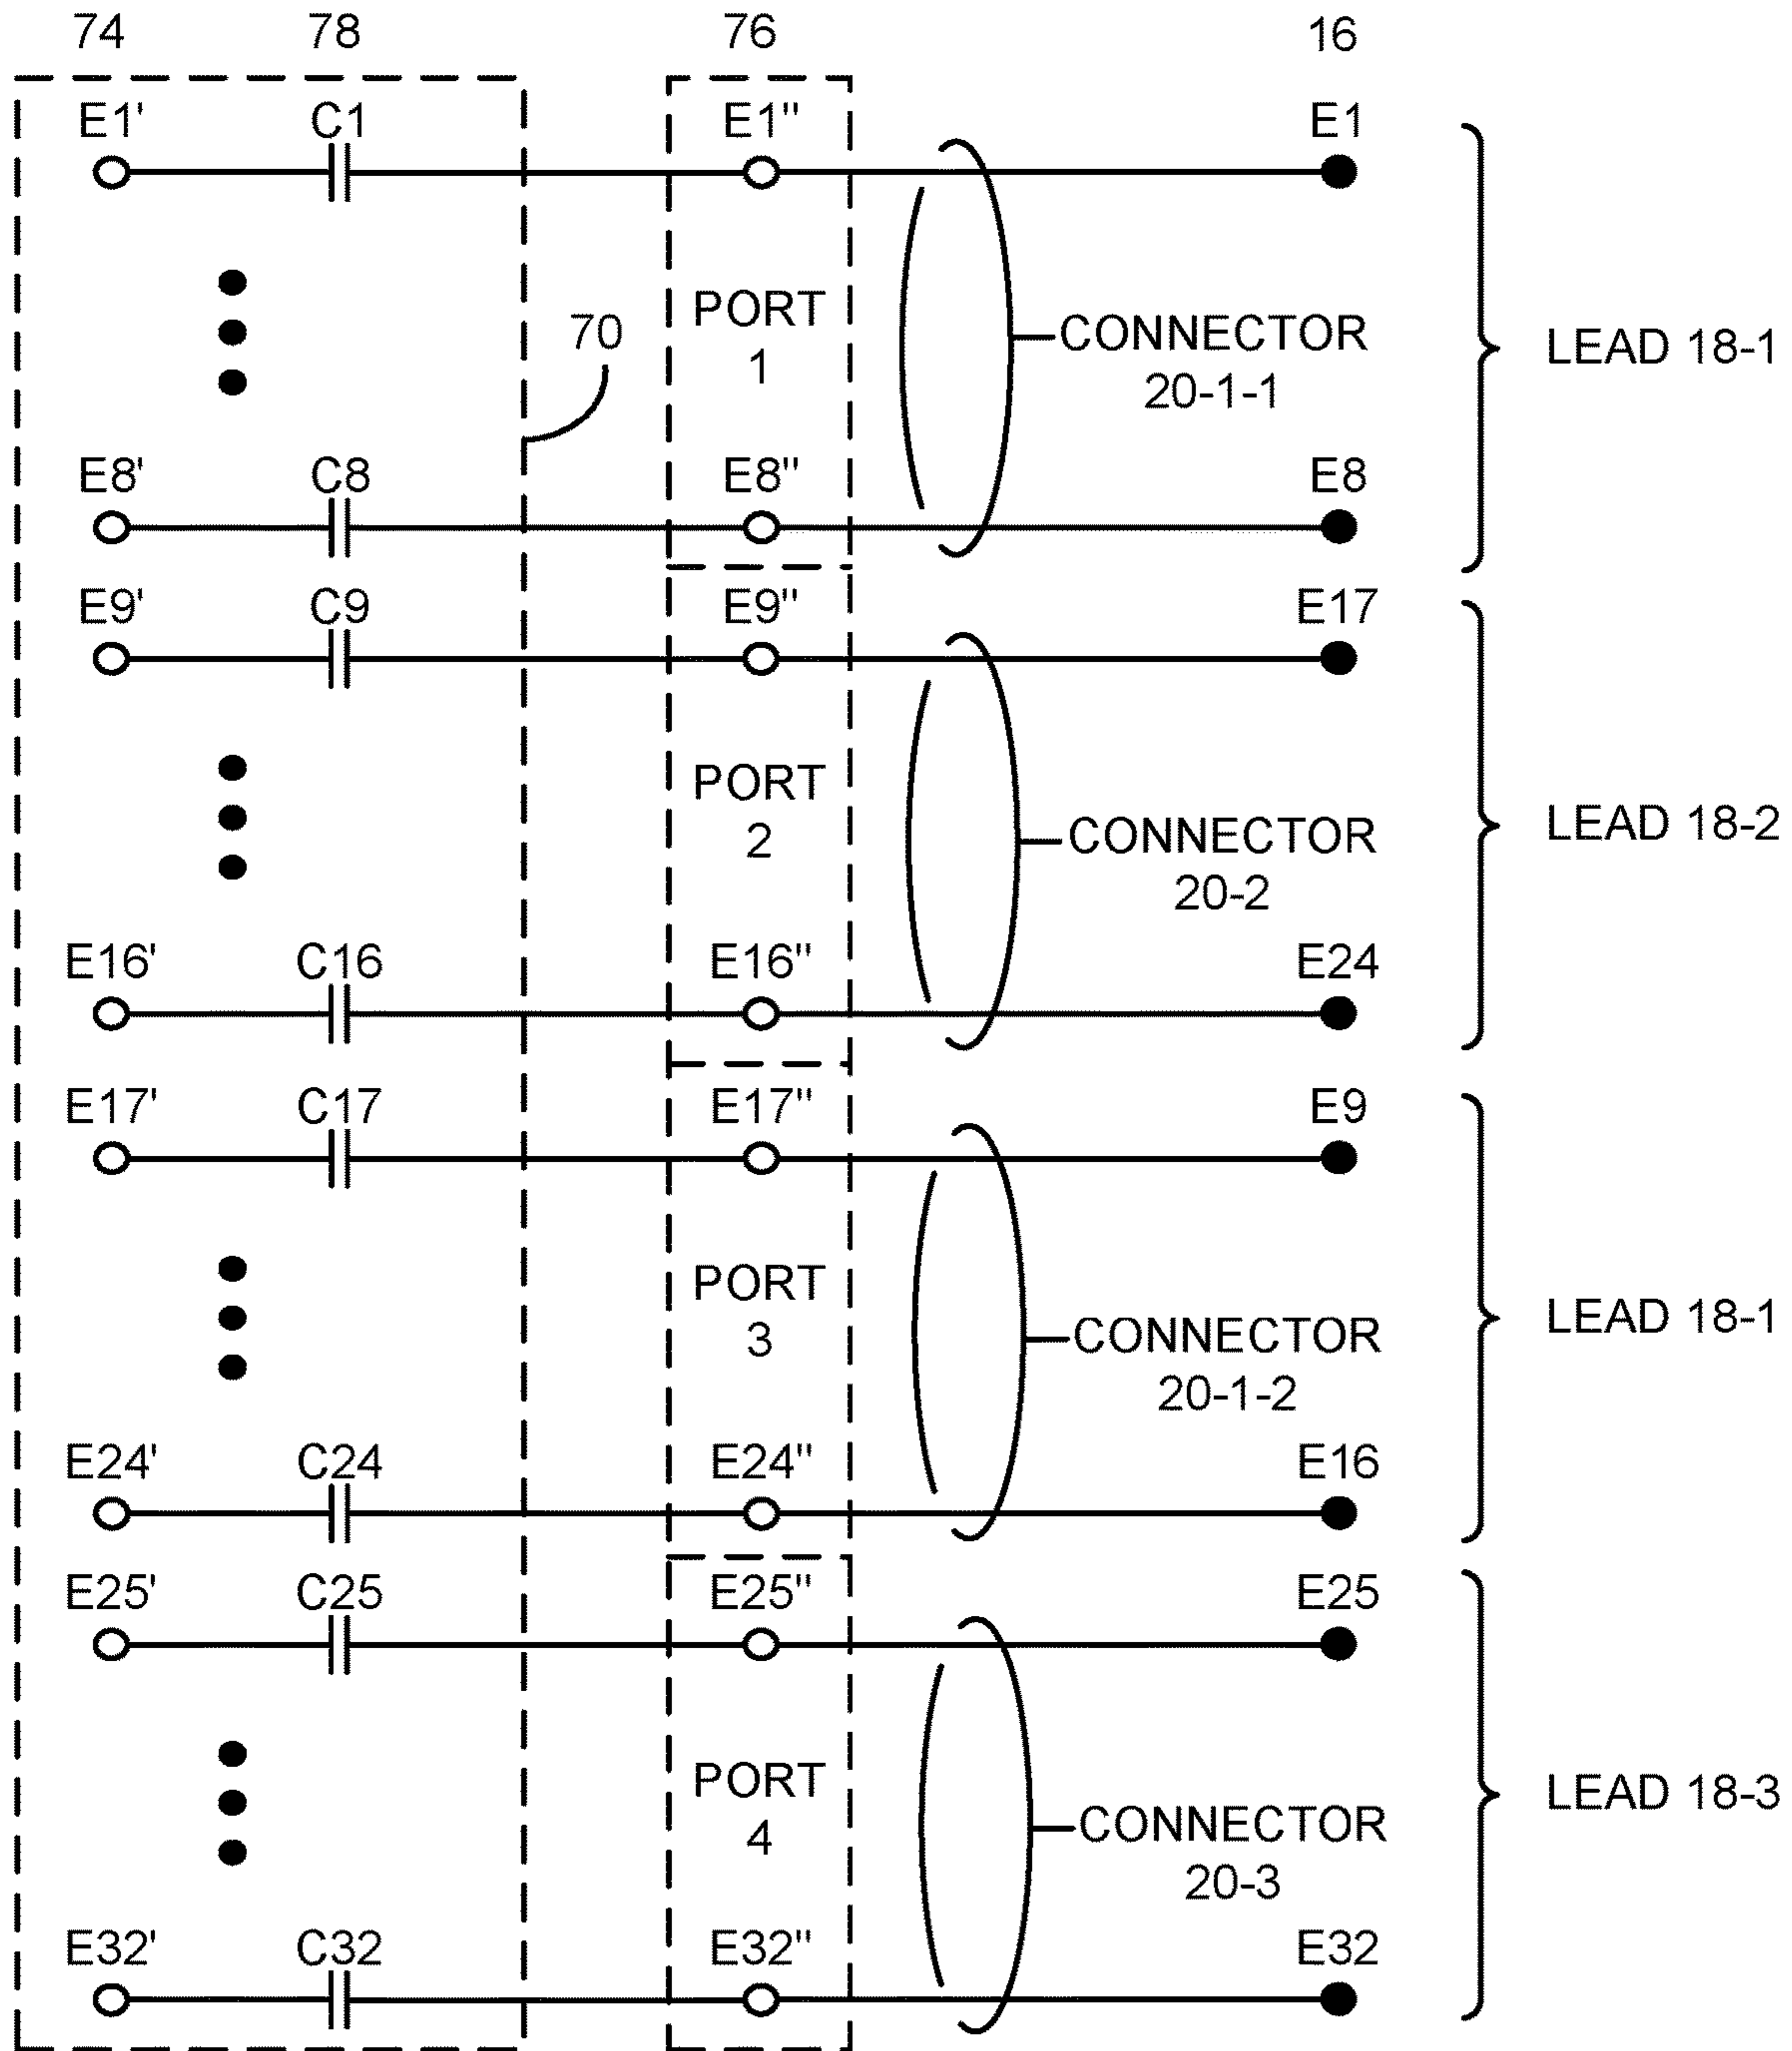 74 78 76 16
E1' C1 E1" E1
70 PORT 1 CONNECTOR 20-1-1 LEAD 18-1
E8' C8 E8" E8
E9' C9 E9" E17
PORT 2 CONNECTOR 20-2 LEAD 18-2
E16' C16 E16" E24
E17' C17 E17" E9
PORT 3 CONNECTOR 20-1-2 LEAD 18-1
E24' C24 E24" E16
E25' C25 E25" E25
PORT 4 CONNECTOR 20-3 LEAD 18-3
E32' C32 E32" E32